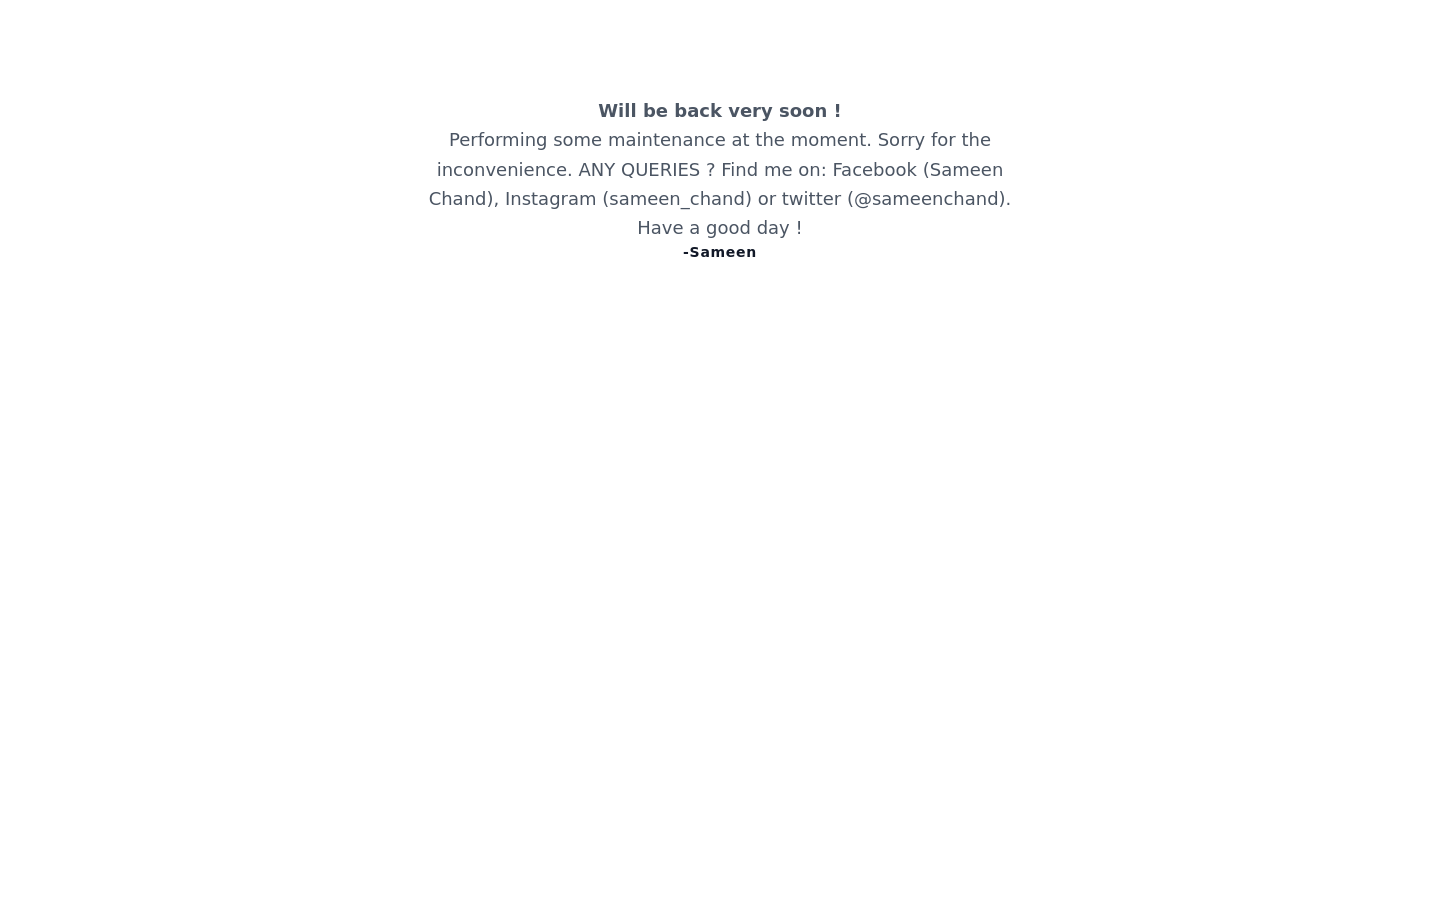 Will be back very soon !
Performing some maintenance at the moment. Sorry for the
inconvenience. ANY QUERIES ? Find me on: Facebook (Sameen
Chand), Instagram (sameen_chand) or twitter (@sameenchand).
Have a good day !
-Sameen